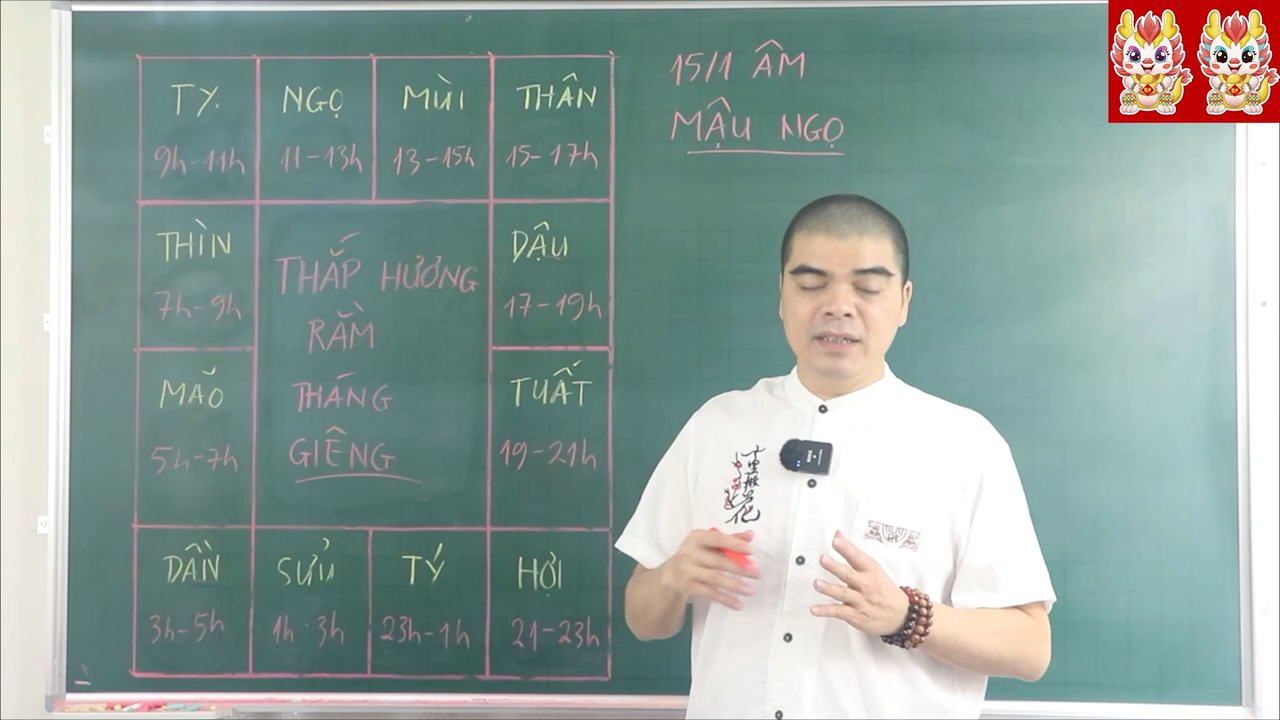 TỴ
9h-11h
NGỌ
11-13h
MÙI
13-15h
THÂN
15-17h
THÌN
7h-9h
THẮP HƯƠNG
RẰM
THÁNG
GIÊNG
DẬU
17-19h
MÃO
5h-7h
TUẤT
19-21h
DẦN
3h-5h
SỬU
1h-3h
TÝ
23h-1h
HỢI
21-23h
15/1 ÂM
MẬU NGỌ